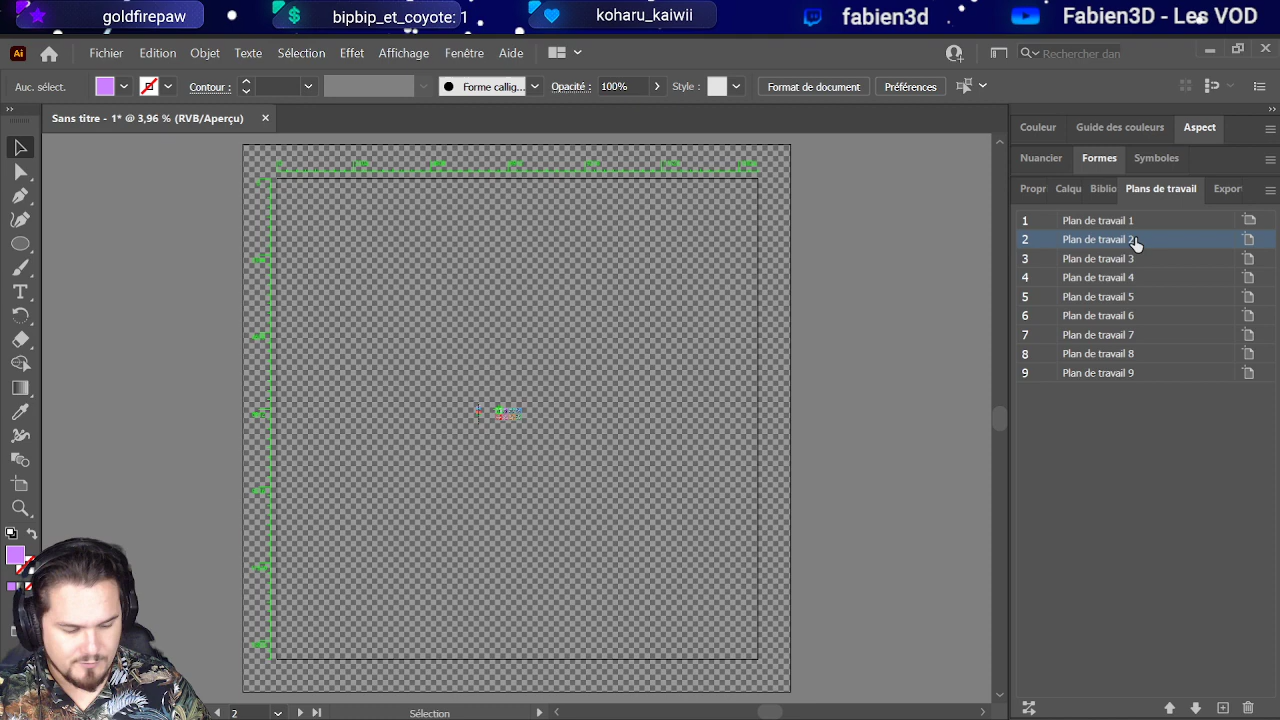 goldfirepaw
bipbip_et_coyote: 1
koharu_kaiwii
fabien3d
Fabien3D - Les VOD
Ai
Fichier Edition Objet Texte Sélection Effet Affichage Fenêtre Aide
Rechercher dan
Auc. sélect.
Contour :
Forme callig...
Opacité : 100%
Style :
Format de document
Préférences
Sans titre - 1* @ 3,96 % (RVB/Aperçu)
Couleur Guide des couleurs Aspect
Nuancier Formes Symboles
Propr Calqu Biblio Plans de travail Expor
1 Plan de travail 1
2 Plan de travail 2
3 Plan de travail 3
4 Plan de travail 4
5 Plan de travail 5
6 Plan de travail 6
7 Plan de travail 7
8 Plan de travail 8
9 Plan de travail 9
2
Sélection